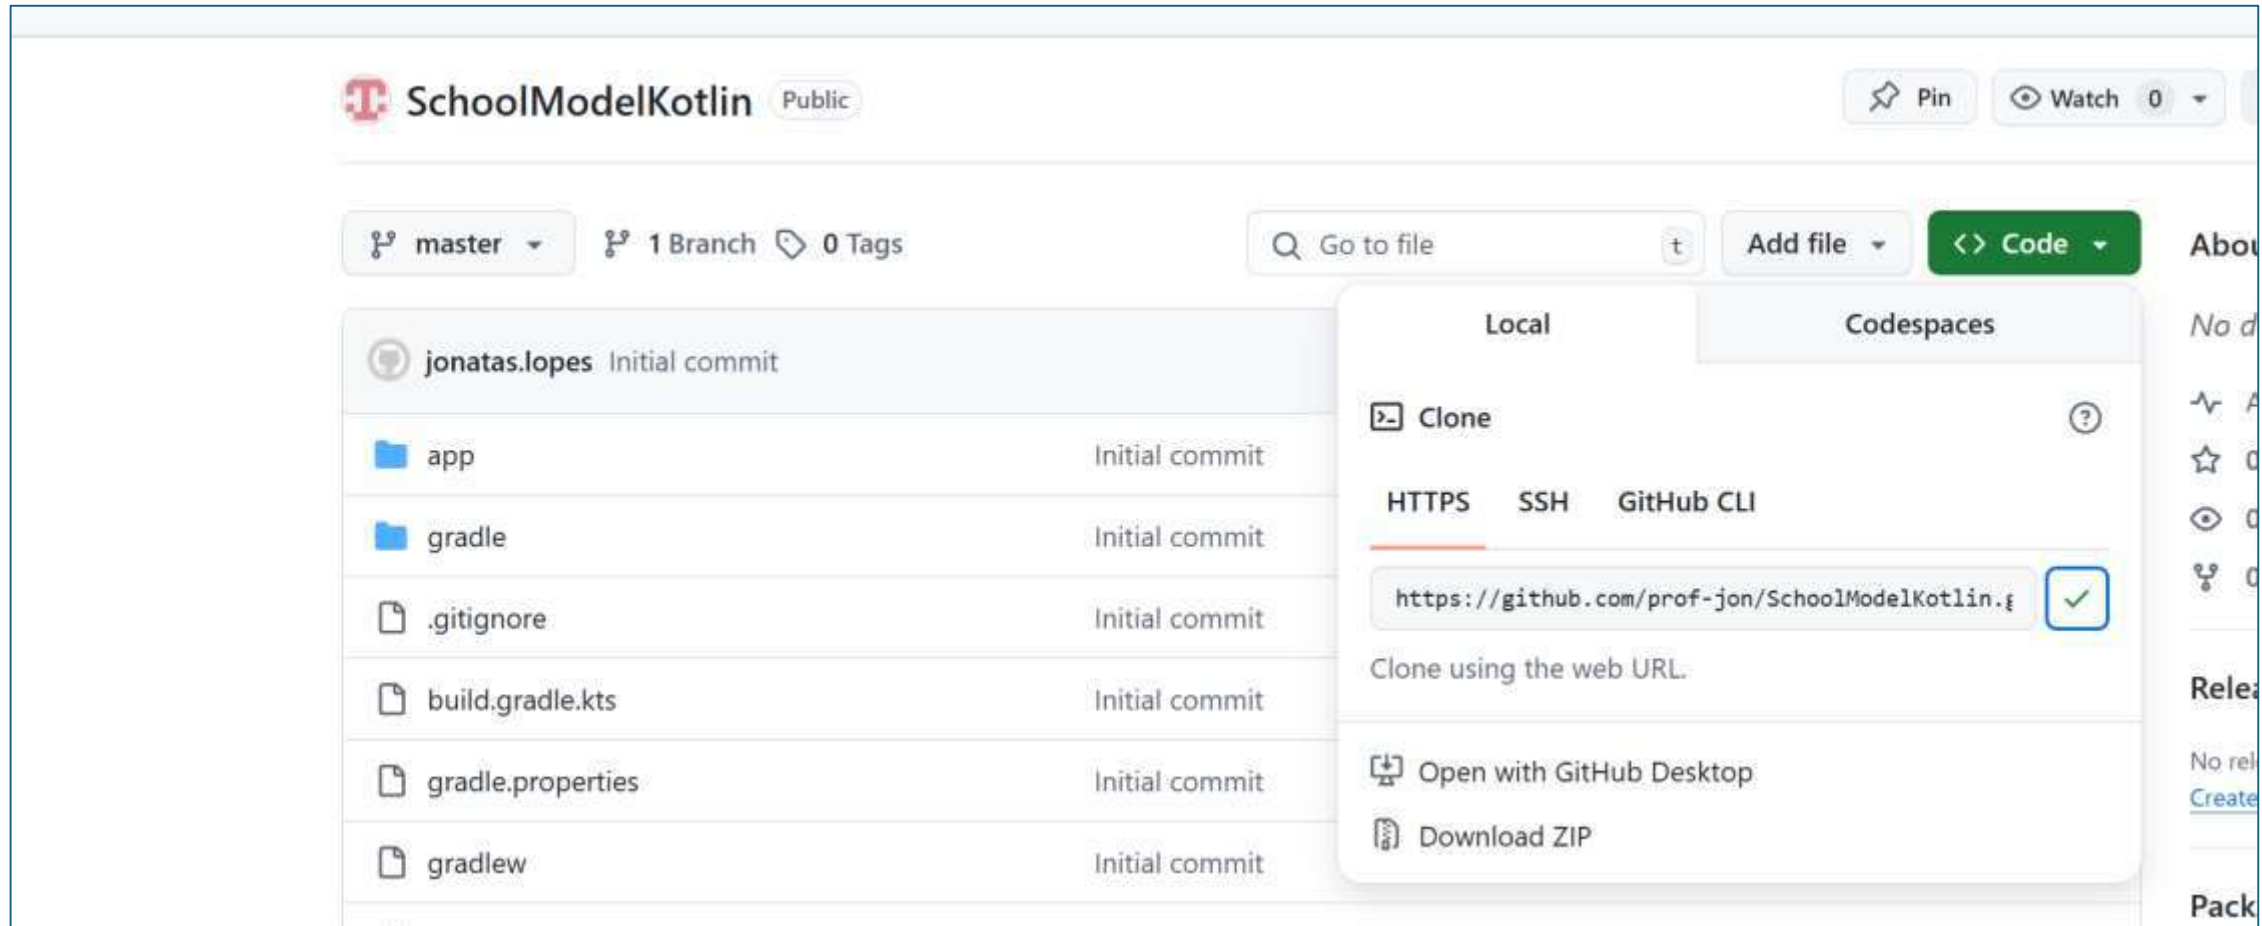 SchoolModelKotlin Public
Pin
Watch 0
master
1 Branch
0 Tags
Go to file t
Add file
<> Code
jonatas.lopes Initial commit
app Initial commit
gradle Initial commit
.gitignore Initial commit
build.gradle.kts Initial commit
gradle.properties Initial commit
gradlew Initial commit
Local Codespaces
Clone
HTTPS SSH GitHub CLI
https://github.com/prof-jon/SchoolModelKotlin.
Clone using the web URL.
Open with GitHub Desktop
Download ZIP
No
No
Create